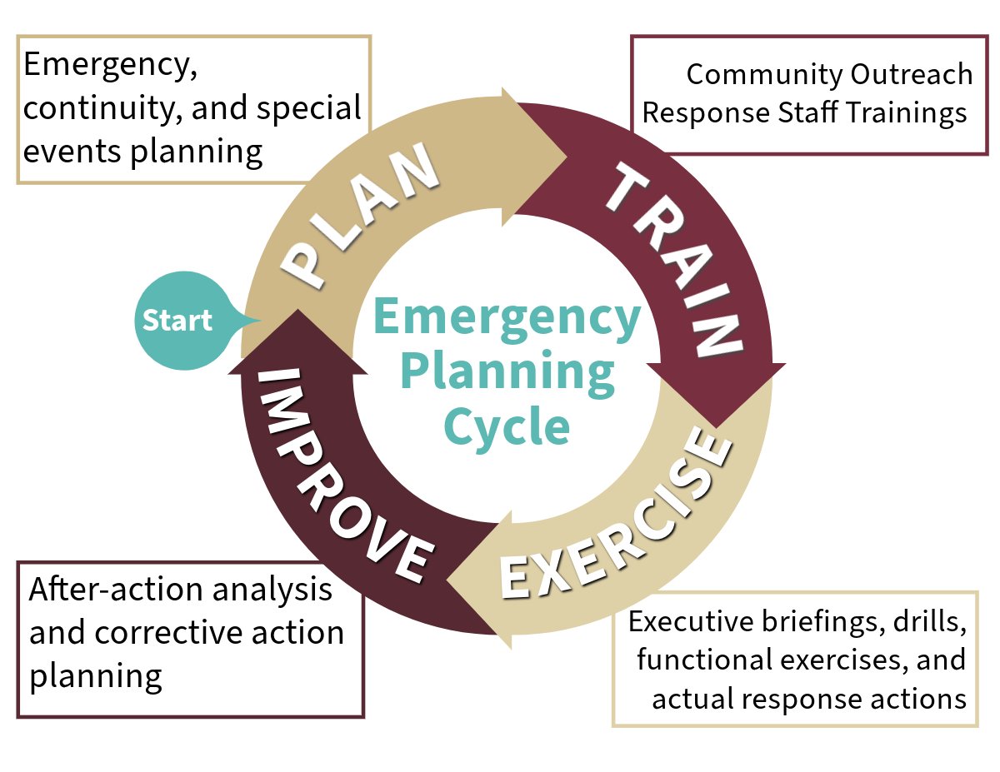 Emergency,
continuity, and special
events planning
Community Outreach
Response Staff Trainings
PLAN
TRAIN
Start
Emergency
Planning
Cycle
IMPROVE
EXERCISE
After-action analysis
and corrective action
planning
Executive briefings, drills,
functional exercises, and
actual response actions